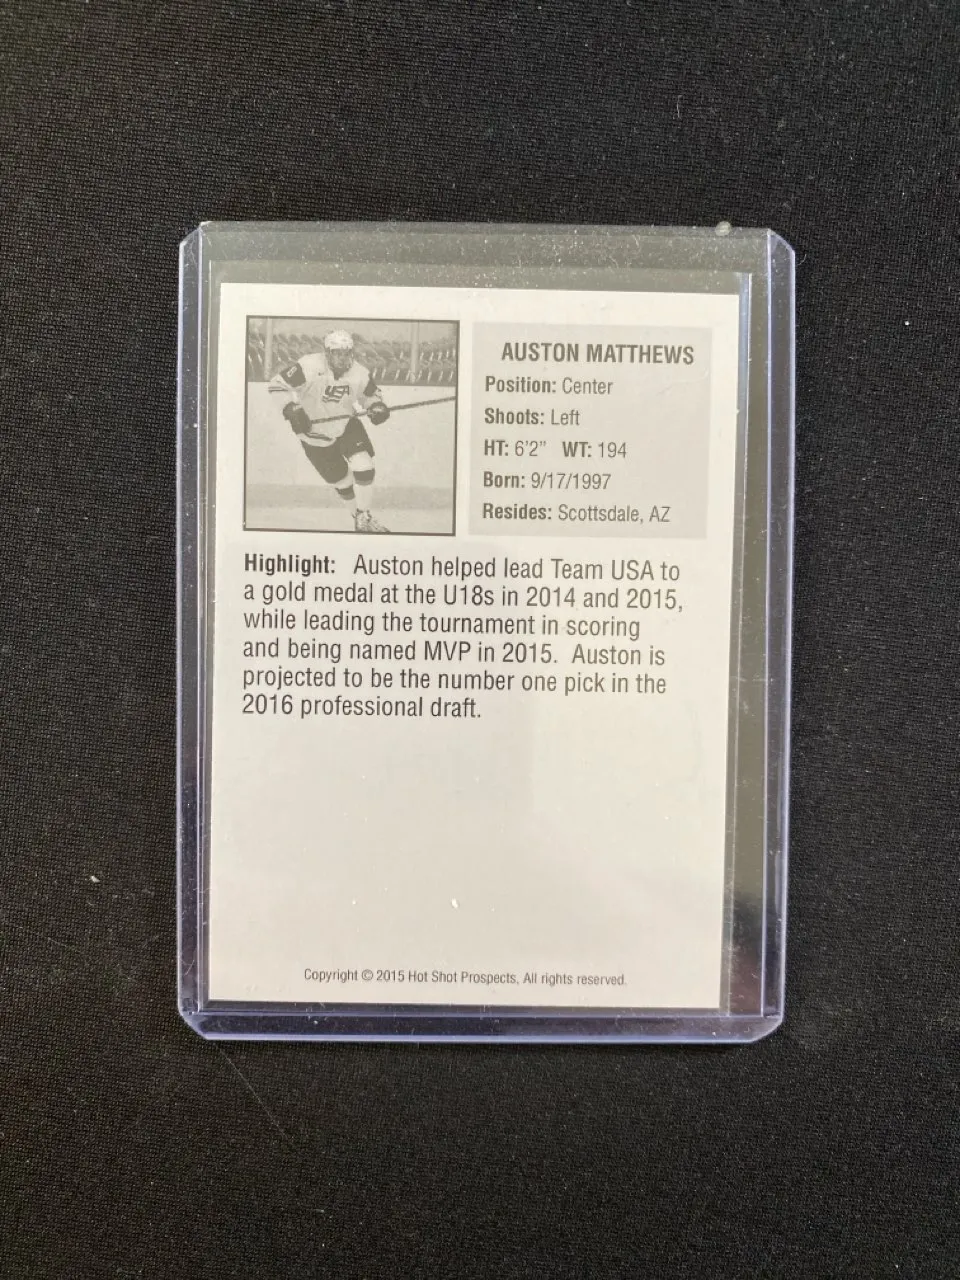 USA
AUSTON MATTHEWS
Position: Center
Shoots: Left
HT: 6'2" WT: 194
Born: 9/17/1997
Resides: Scottsdale, AZ
Highlight: Auston helped lead Team USA to
a gold medal at the U18s in 2014 and 2015,
while leading the tournament in scoring
and being named MVP in 2015. Auston is
projected to be the number one pick in the
2016 professional draft.
Copyright © 2015 Hot Shot Prospects, All rights reserved.